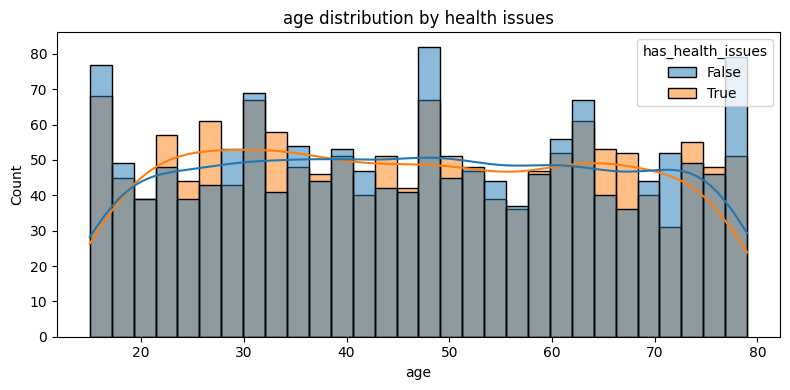 age distribution by health issues
has_health_issues
False
True
Count
80
70
60
50
40
30
20
10
0
20 30 40 50 60 70 80
age